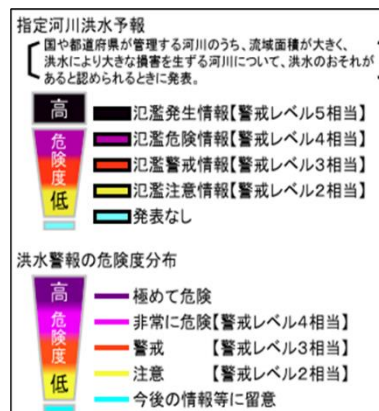 指定河川洪水予報
国や都道府県が管理する河川のうち、流域面積が大きく、
洪水により大きな損害を生ずる河川について、洪水のおそれが
あると認められるときに発表。
高
危険度
低
氾濫発生情報【警戒レベル5相当】
氾濫危険情報【警戒レベル4相当】
氾濫警戒情報【警戒レベル3相当】
氾濫注意情報【警戒レベル2相当】
発表なし
洪水警報の危険度分布
高
危険度
低
極めて危険
非常に危険【警戒レベル4相当】
警戒 【警戒レベル3相当】
注意 【警戒レベル2相当】
今後の情報等に留意